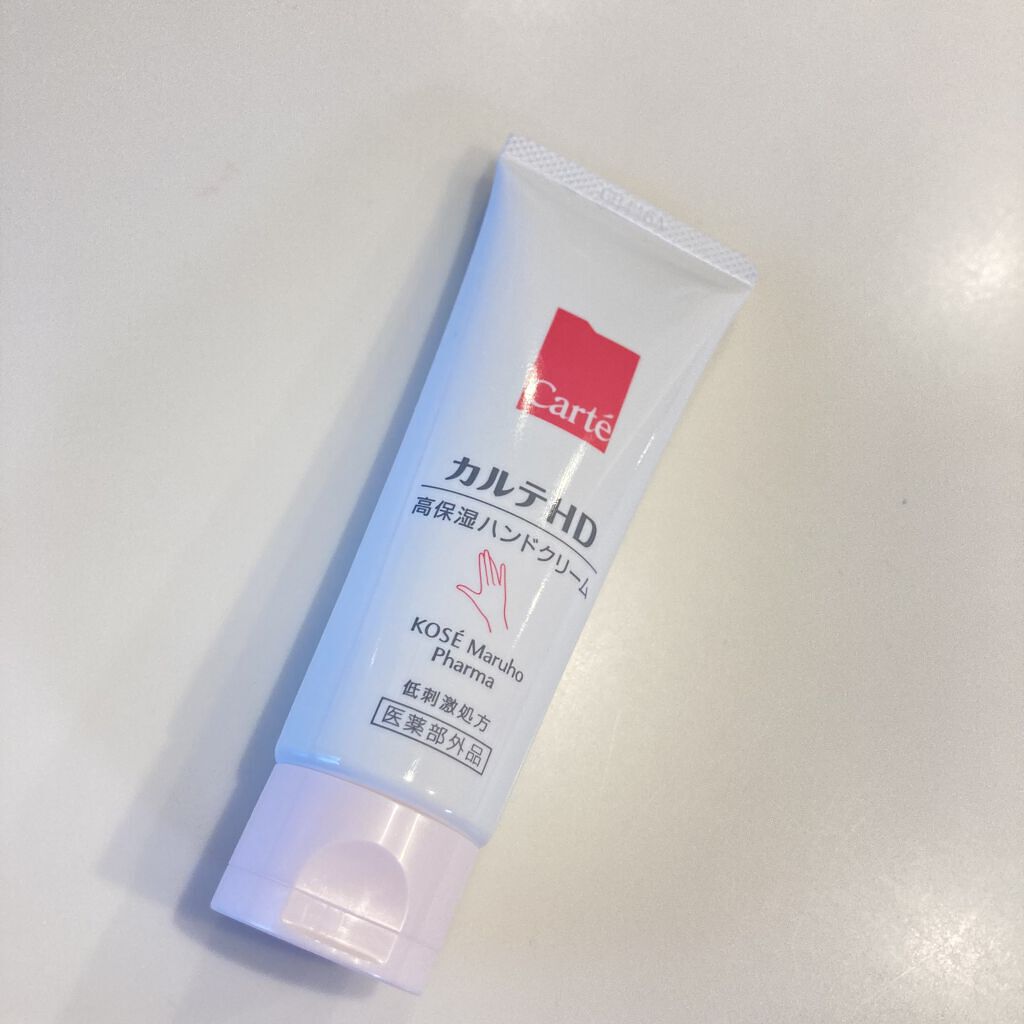 Carté
カルテHD
高保湿ハンドクリーム
KOSÉ Maruho
Pharma
低刺激処方
医薬部外品